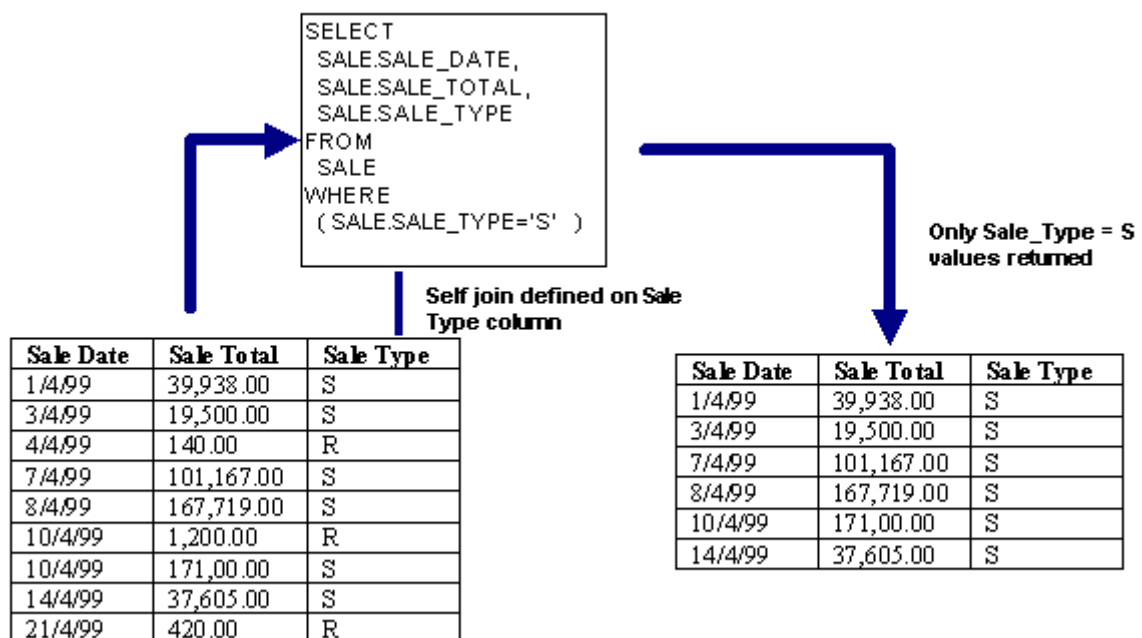 SELECT
SALE.SALE_DATE,
SALE.SALE_TOTAL,
SALE.SALE_TYPE
FROM
SALE
WHERE
( SALE.SALE_TYPE='S' )
Only Sale_Type = S
values returned
Self join defined on Sale
Type column
Sale Date Sale Total Sale Type
1/4/99 39,938.00 S
3/4/99 19,500.00 S
4/4/99 140.00 R
7/4/99 101,167.00 S
8/4/99 167,719.00 S
10/4/99 1,200.00 R
10/4/99 171,00.00 S
14/4/99 37,605.00 S
21/4/99 420.00 R
Sale Date Sale Total Sale Type
1/4/99 39,938.00 S
3/4/99 19,500.00 S
7/4/99 101,167.00 S
8/4/99 167,719.00 S
10/4/99 171,00.00 S
14/4/99 37,605.00 S